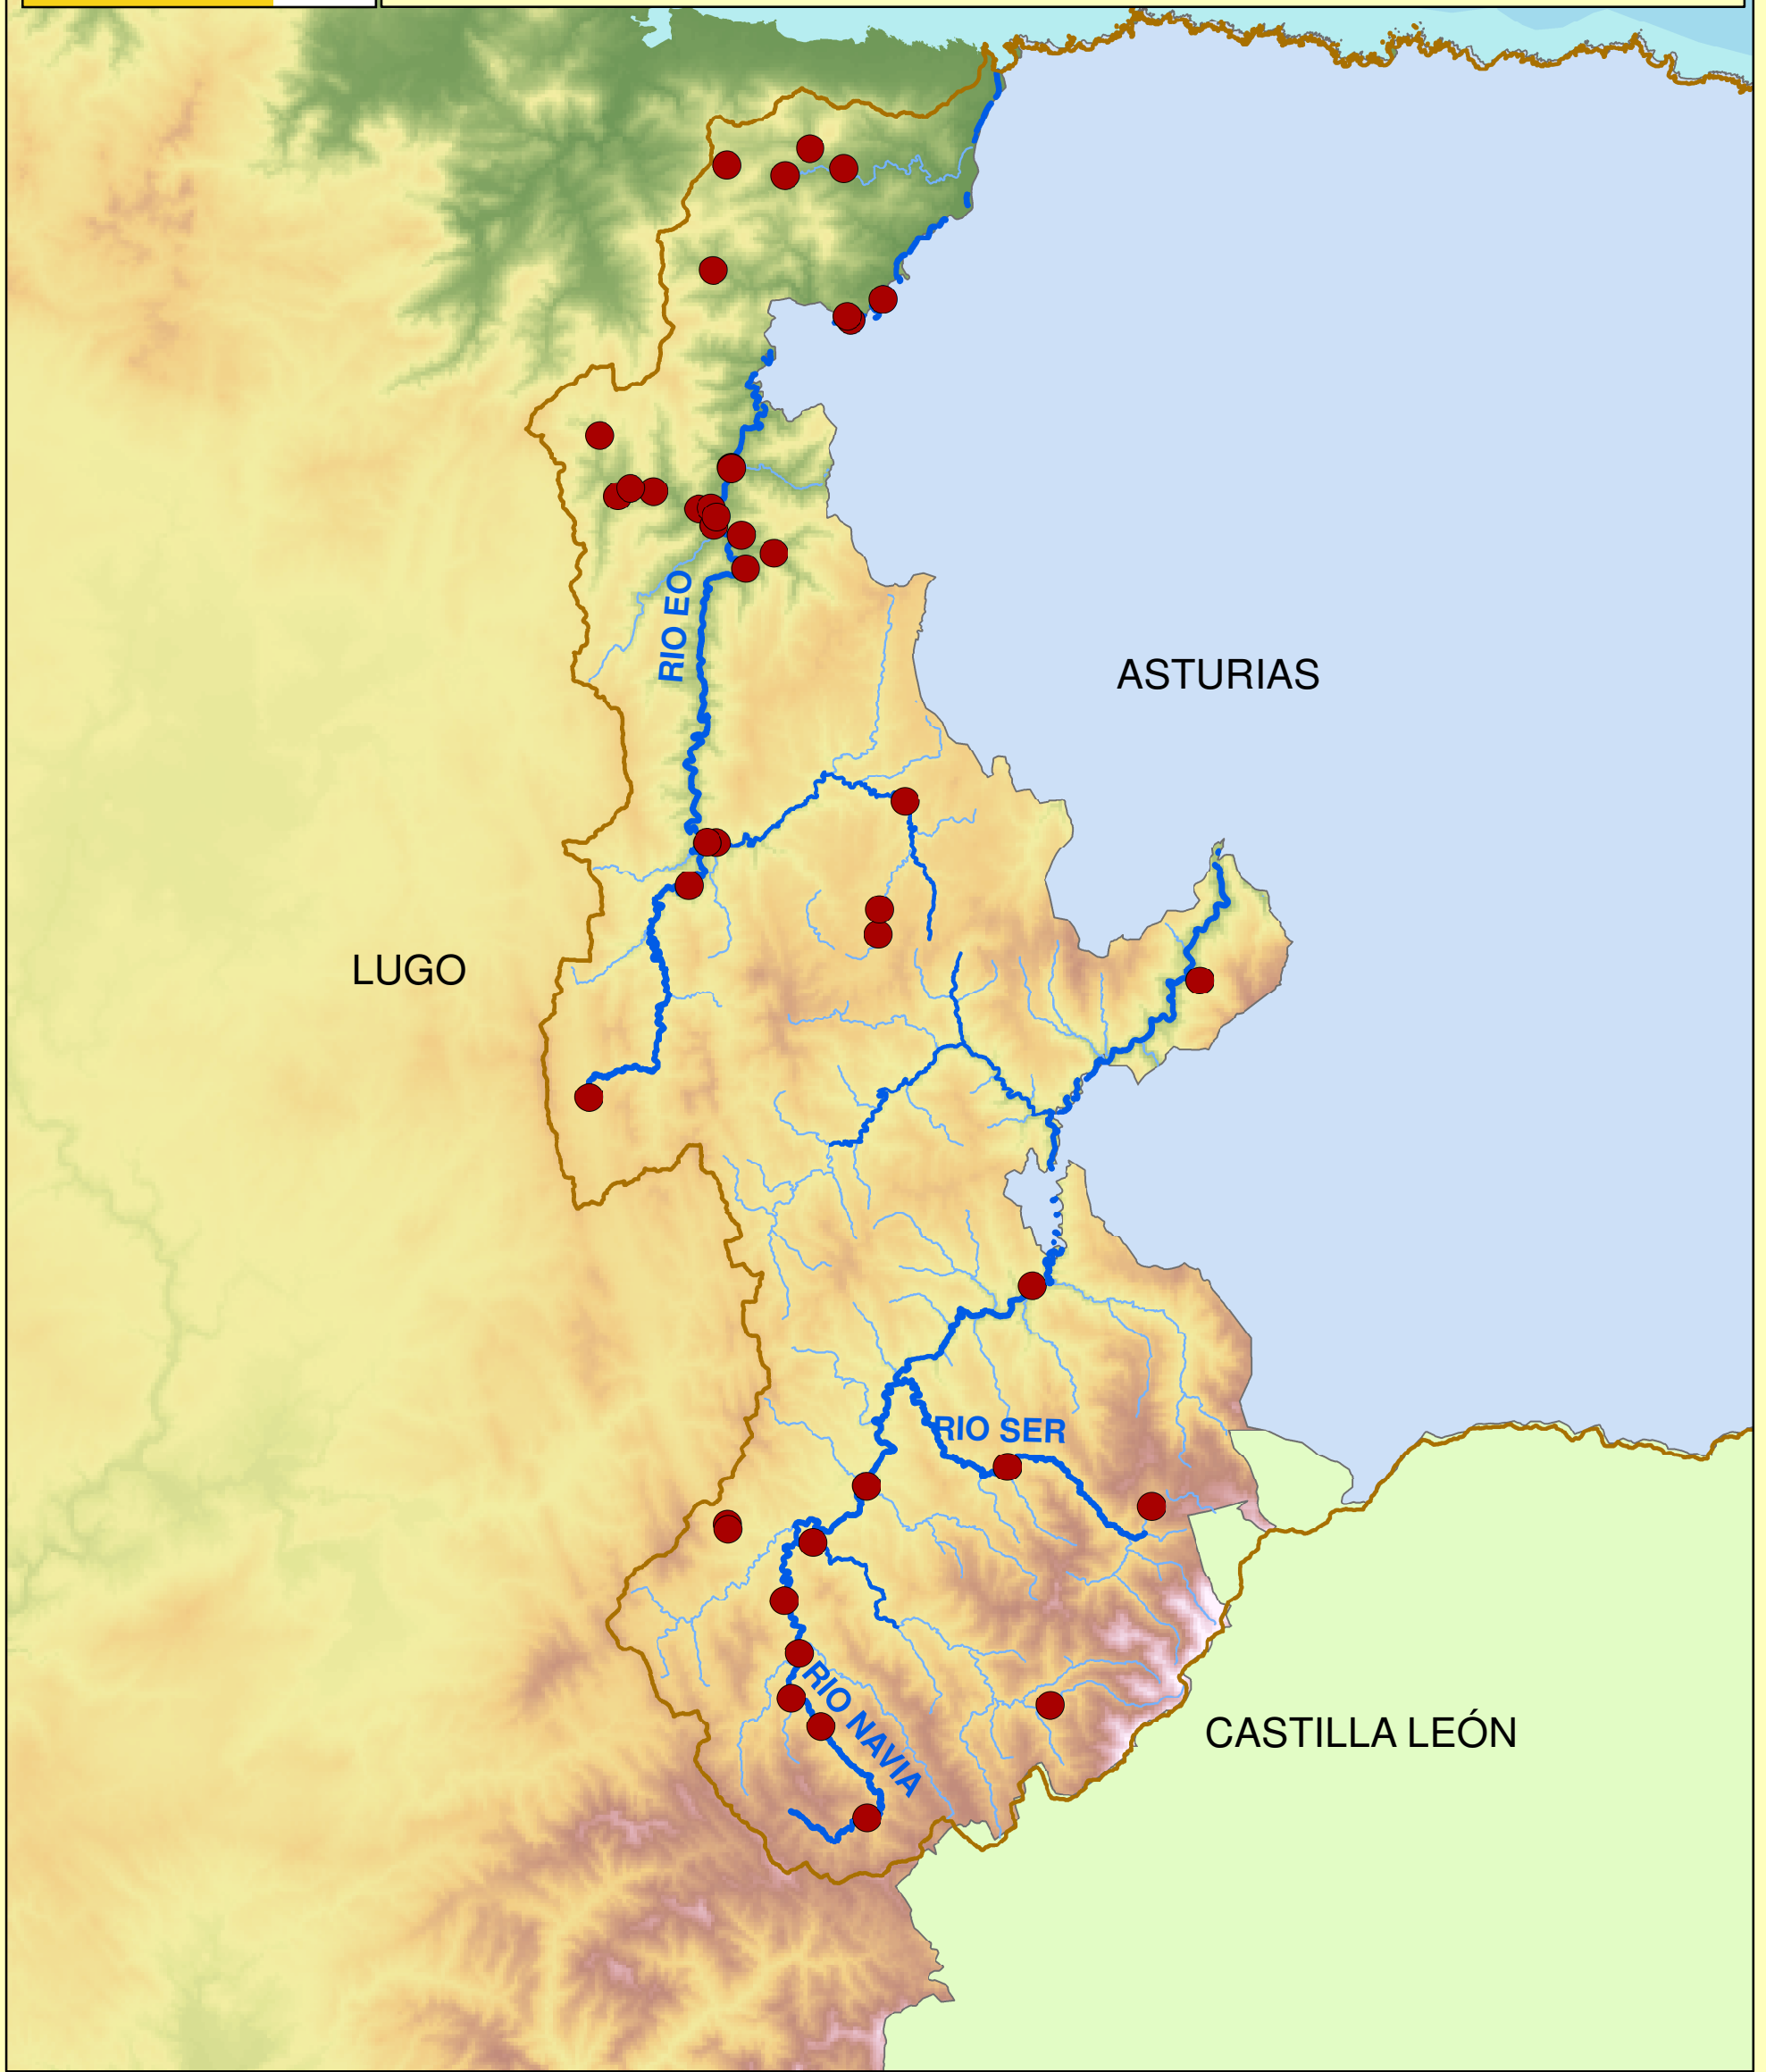 RIO EO
ASTURIAS
LUGO
RIO SER
RIO NAVIA
CASTILLA LEÓN